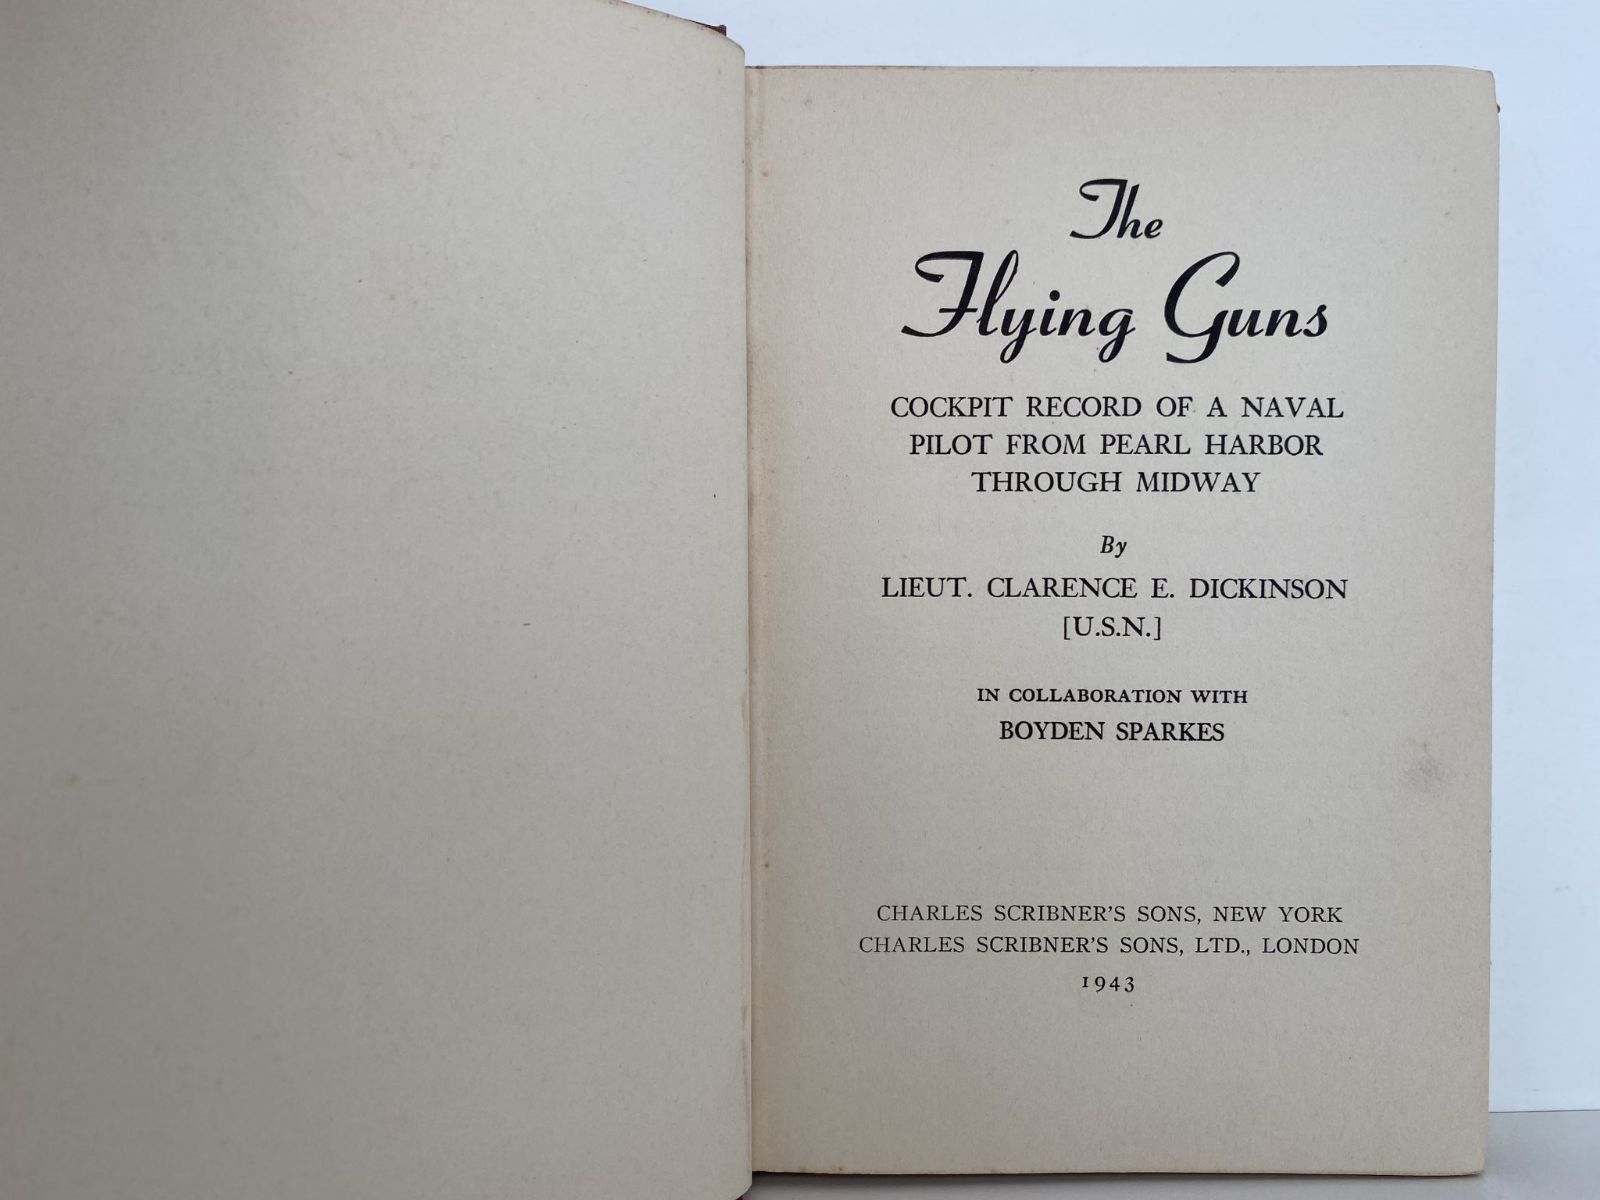 The
Flying Guns
COCKPIT RECORD OF A NAVAL
PILOT FROM PEARL HARBOR
THROUGH MIDWAY
By
LIEUT. CLARENCE E. DICKINSON
[U.S.N.]
IN COLLABORATION WITH
BOYDEN SPARKES
CHARLES SCRIBNER'S SONS, NEW YORK
CHARLES SCRIBNER'S SONS, LTD., LONDON
1943